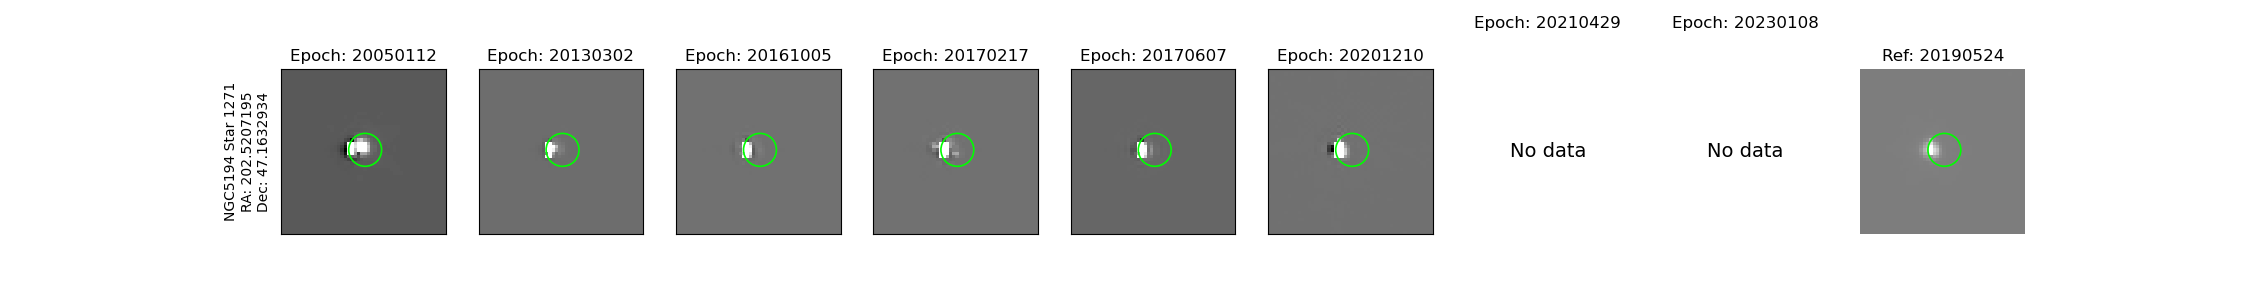 NGC5194 Star 1271
RA: 202.5207195
Dec: 47.1632934
Epoch: 20050112
Epoch: 20130302
Epoch: 20161005
Epoch: 20170217
Epoch: 20170607
Epoch: 20201210
Epoch: 20210429
No data
Epoch: 20230108
No data
Ref: 20190524